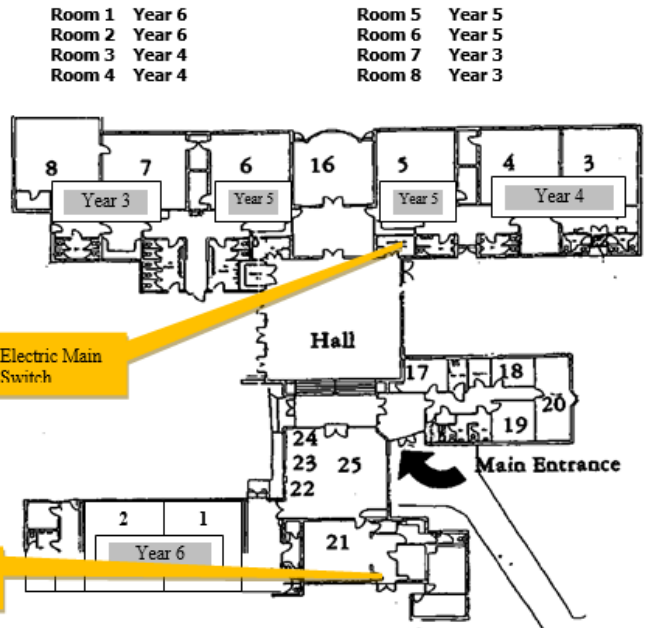 Room 1 Year 6 Room 5 Year 5
Room 2 Year 6 Room 6 Year 5
Room 3 Year 4 Room 7 Year 3
Room 4 Year 4 Room 8 Year 3
8 7 6 16 5 4 3
Year 3 Year 5 Year 5 Year 4
Hall
Electric Main
Switch
17 18
20
19
24
23 25
22
Main Entrance
2 1
21
Year 6